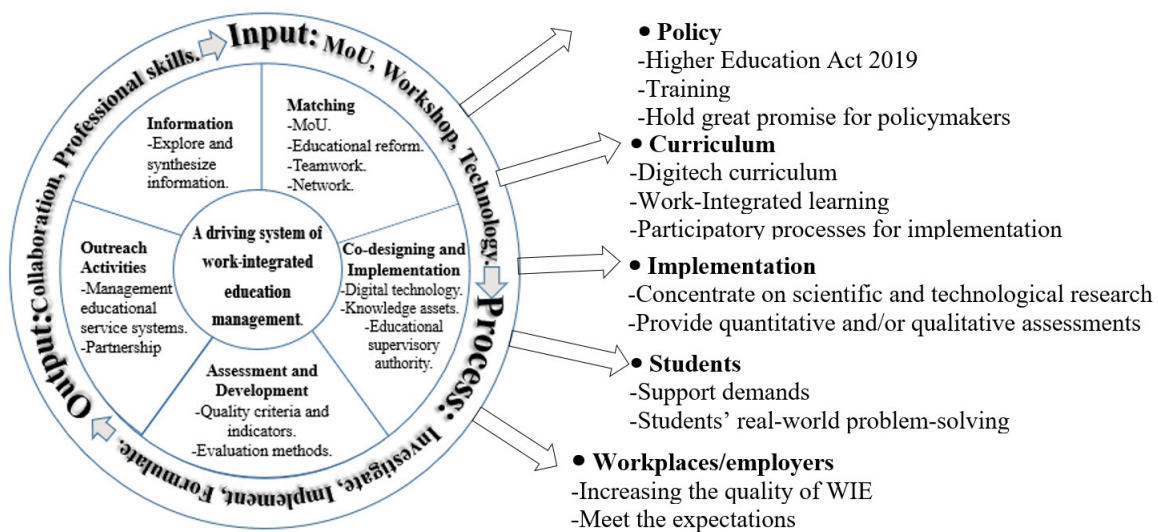 Input: MoU, Workshop, Technology.
Process: Investigate, Implement, Formulate.
Output:Collaboration, Professional skills.
Information
-Explore and
synthesize
information.
Matching
-MoU.
-Educational reform.
-Teamwork.
-Network.
Co-designing and
Implementation
-Digital technology.
-Knowledge assets.
-Educational
supervisory
authority.
Assessment and
Development
-Quality criteria and
indicators.
-Evaluation methods.
Outreach
Activities
-Management
educational
service systems.
-Partnership
A driving system of
work-integrated
education
management.
• Policy
-Higher Education Act 2019
-Training
-Hold great promise for policymakers
• Curriculum
-Digitech curriculum
-Work-Integrated learning
-Participatory processes for implementation
• Implementation
-Concentrate on scientific and technological research
-Provide quantitative and/or qualitative assessments
• Students
-Support demands
-Students’ real-world problem-solving
• Workplaces/employers
-Increasing the quality of WIE
-Meet the expectations